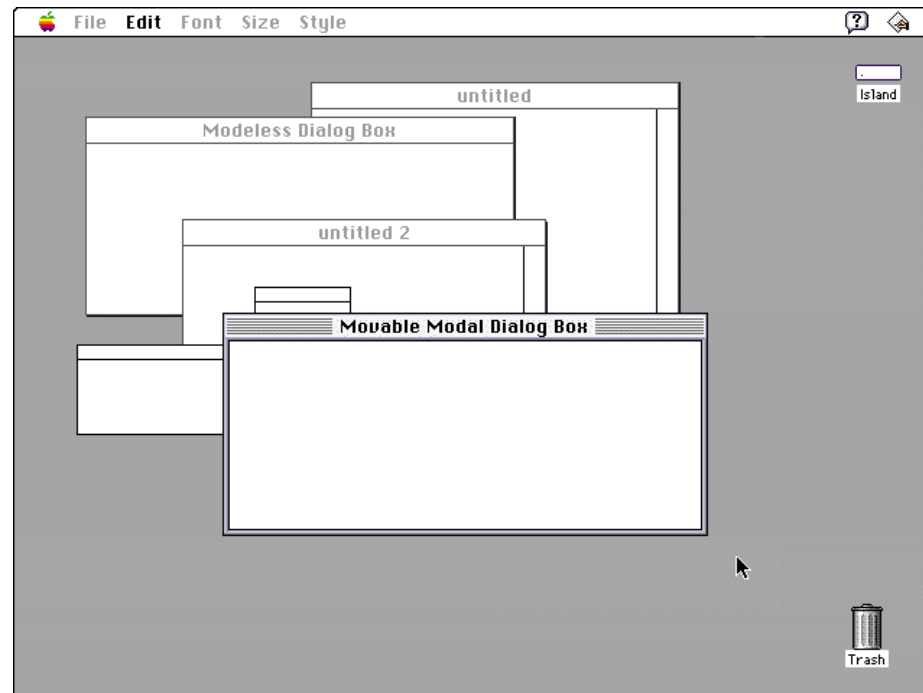 File Edit Font Size Style
Island
untitled
Modeless Dialog Box
untitled 2
Movable Modal Dialog Box
Trash